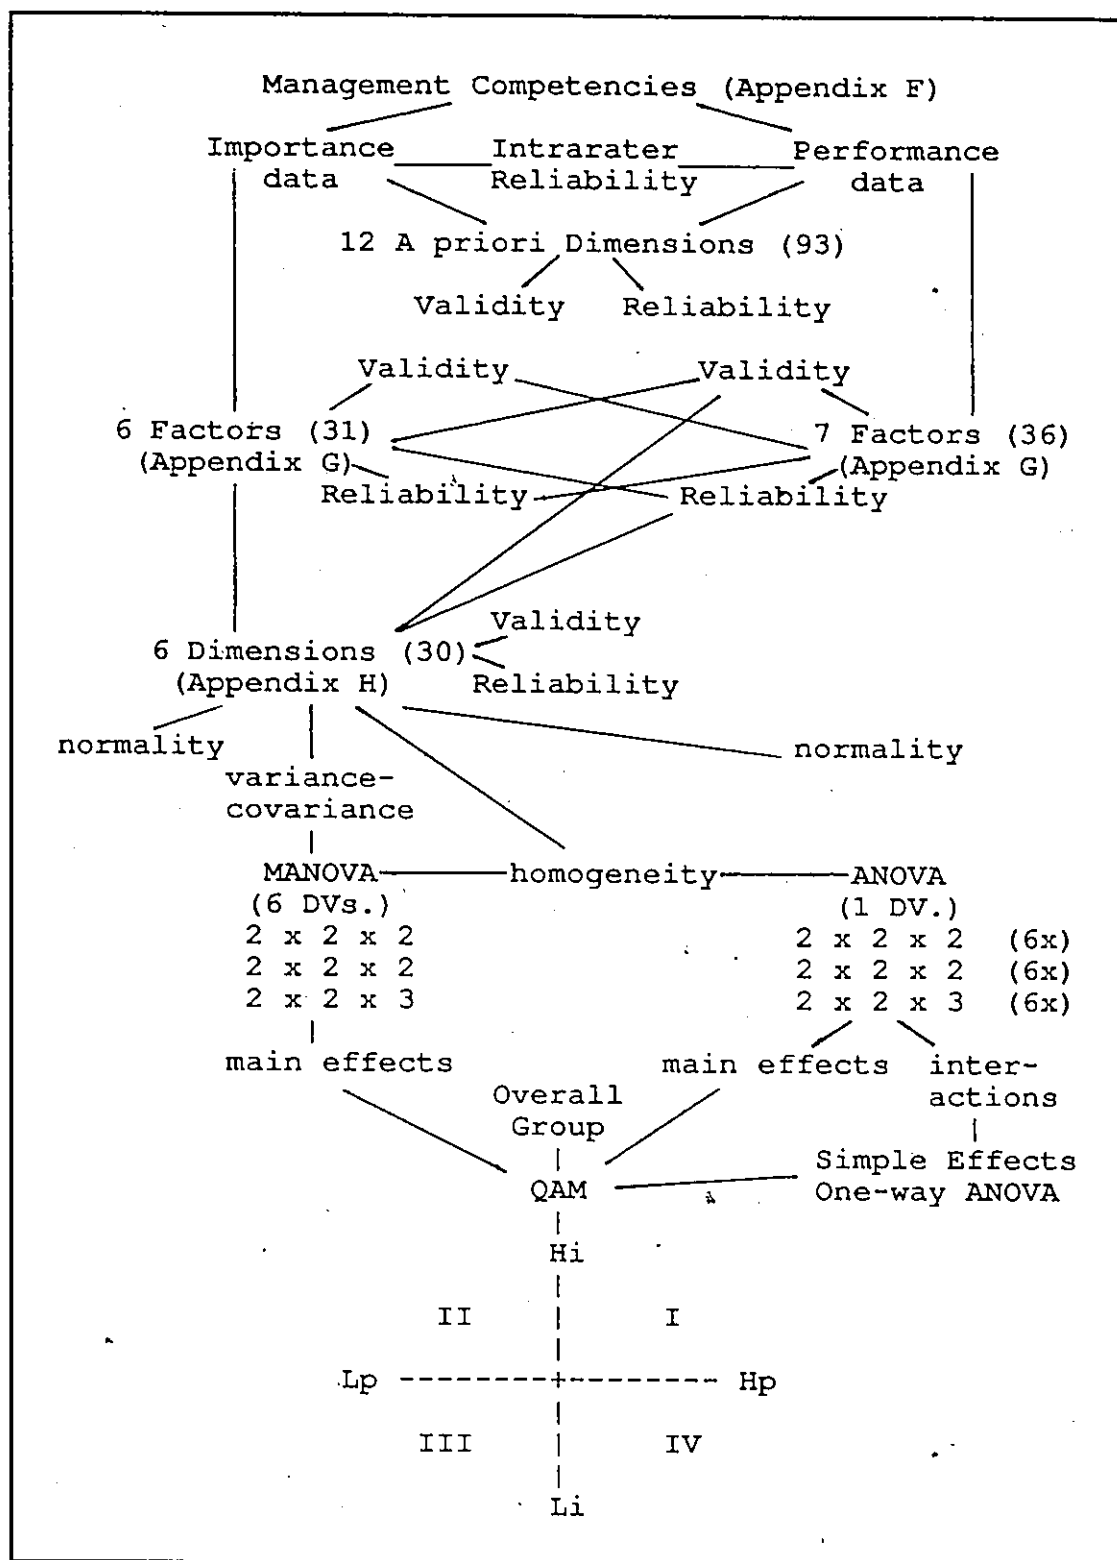 Management Competencies (Appendix F)
Importance data
Intrarater Reliability
Performance data
12 A priori Dimensions (93)
Validity Reliability
Validity Validity
6 Factors (31)
(Appendix G)
7 Factors (36)
(Appendix G)
Reliability Reliability
Validity
6 Dimensions (30)
(Appendix H)
Reliability
normality
normality
variance-
covariance
MANOVA homogeneity ANOVA
(6 DVs.) (1 DV.)
2 x 2 x 2 2 x 2 x 2 (6x)
2 x 2 x 2 2 x 2 x 2 (6x)
2 x 2 x 3 2 x 2 x 3 (6x)
main effects main effects inter-
actions
Overall
Group
Simple Effects
One-way ANOVA
QAM
Hi
II I
Lp Hp
III IV
Li